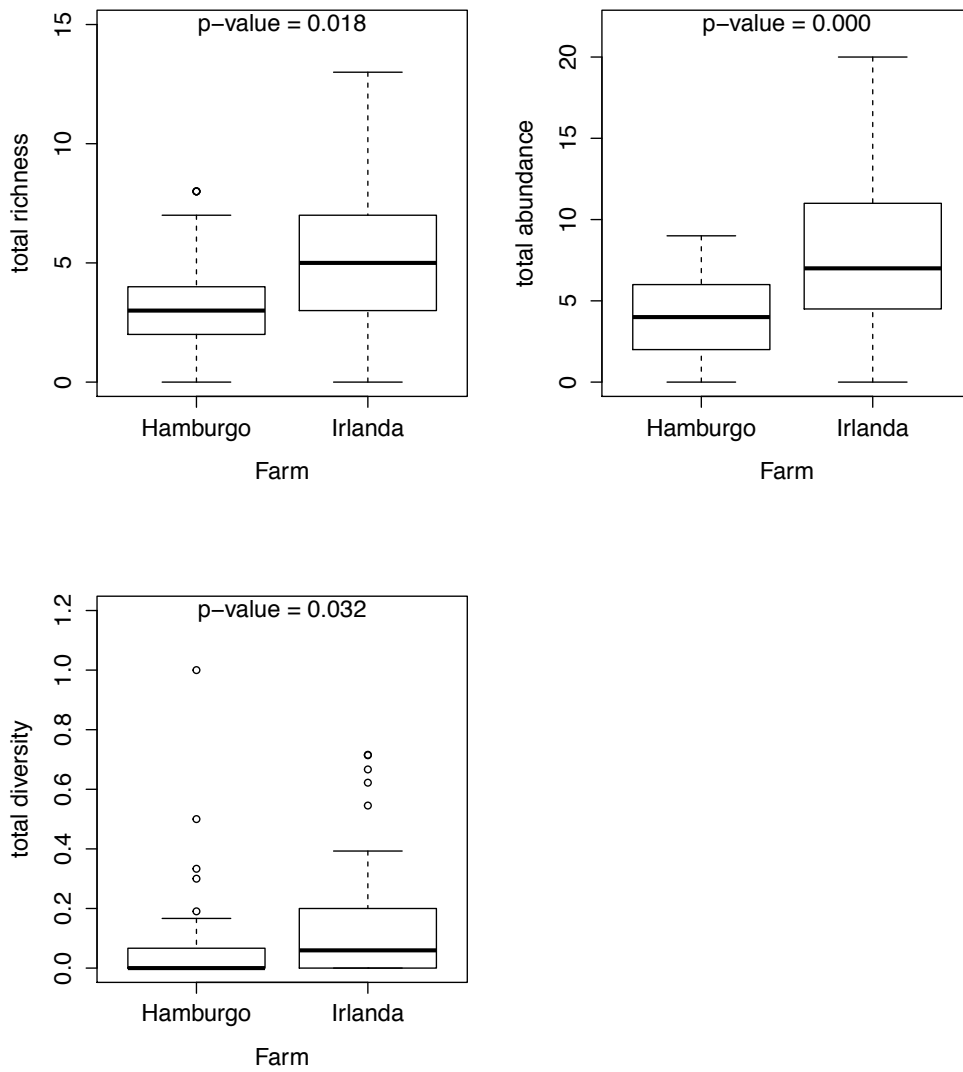 p−value = 0.018
total richness
15
10
5
0
Hamburgo Irlanda
Farm
p−value = 0.000
total abundance
20
15
10
5
0
Hamburgo Irlanda
Farm
p−value = 0.032
total diversity
1.2
1.0
0.8
0.6
0.4
0.2
0.0
Hamburgo Irlanda
Farm